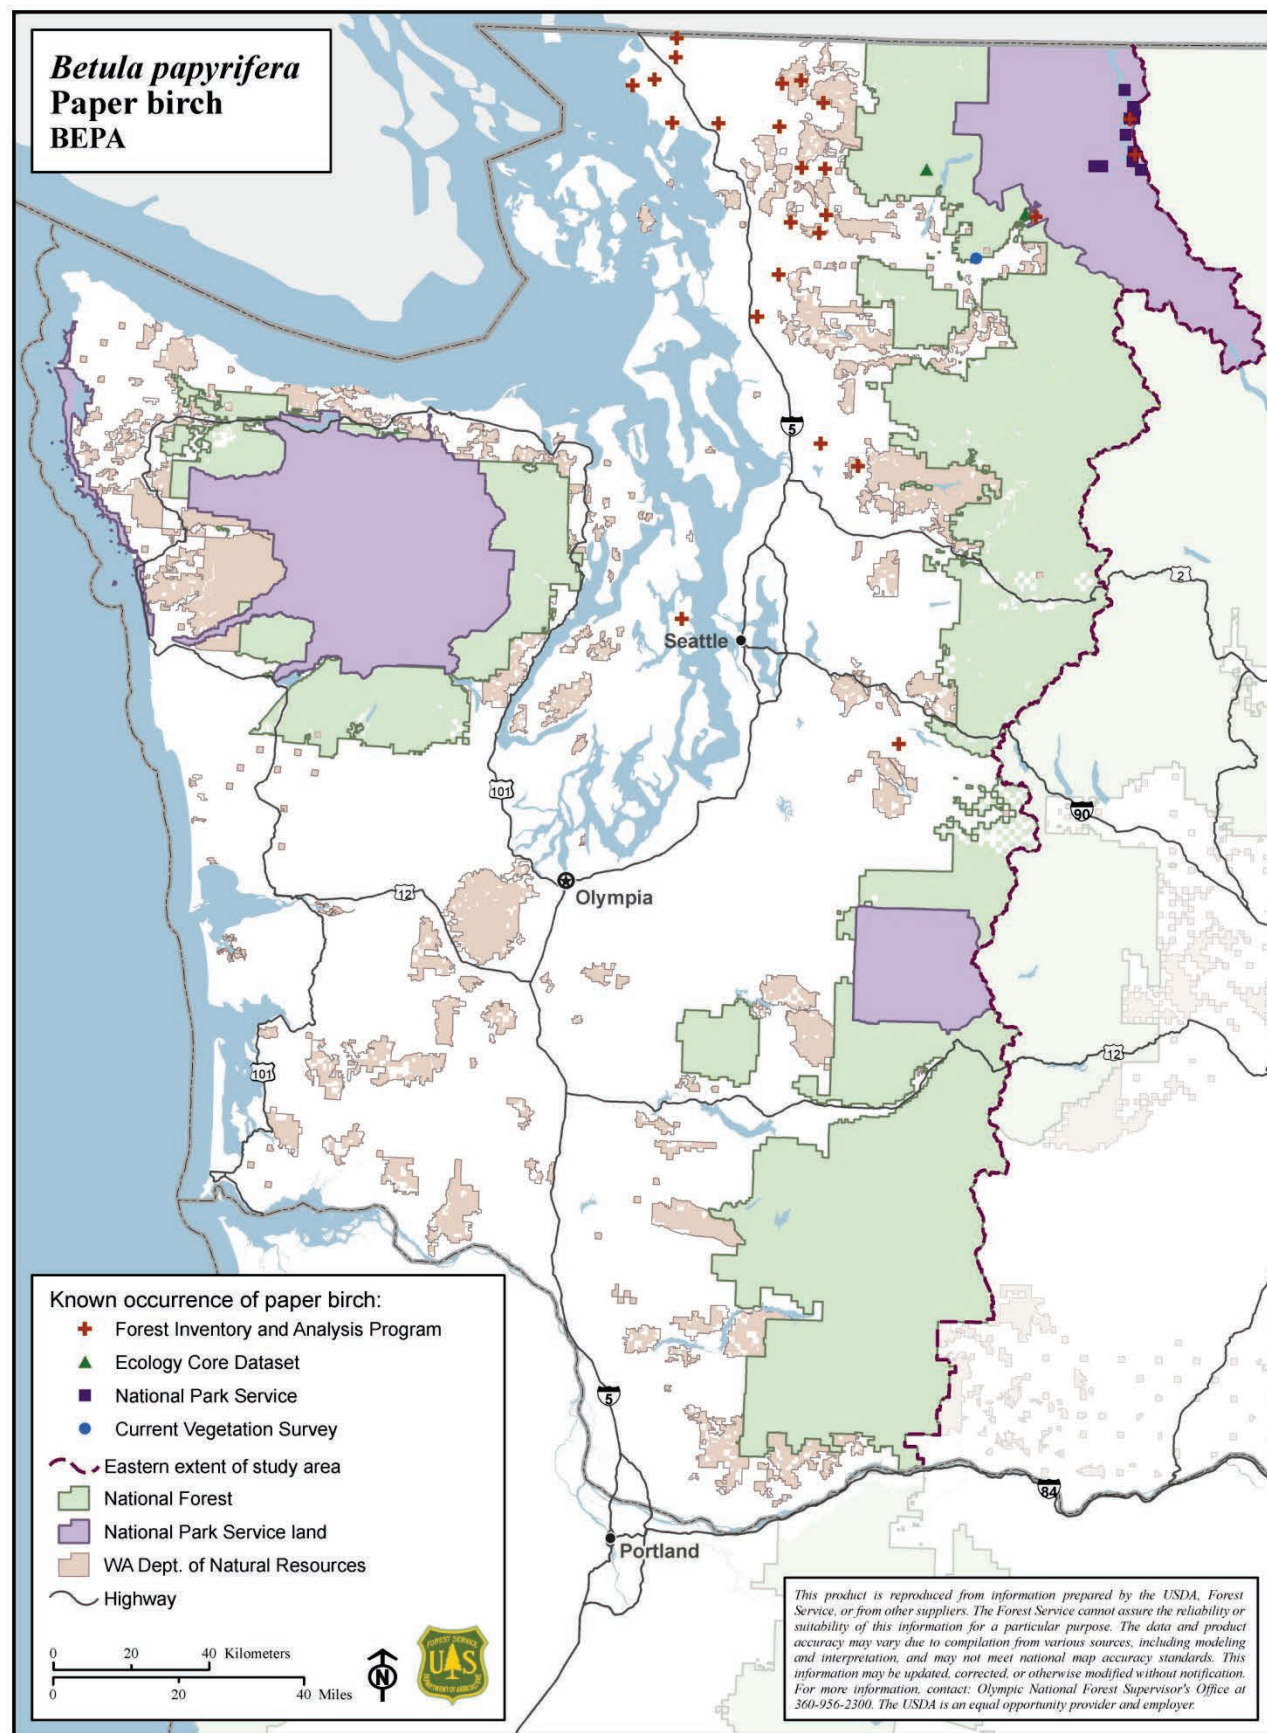 Betula papyrifera
Paper birch
BEPA
5
2
Seattle
101
90
12
Olympia
12
101
5
84
Portland
Known occurrence of paper birch:
Forest Inventory and Analysis Program
Ecology Core Dataset
National Park Service
Current Vegetation Survey
Eastern extent of study area
National Forest
National Park Service land
WA Dept. of Natural Resources
Highway
0 20 40 Kilometers
0 20 40 Miles
N
FOREST SERVICE
U S
DEPARTMENT OF AGRICULTURE
This product is reproduced from information prepared by the USDA, Forest
Service, or from other suppliers. The Forest Service cannot assure the reliability or
suitability of this information for a particular purpose. The data and product
accuracy may vary due to compilation from various sources, including modeling
and interpretation, and may not meet national map accuracy standards. This
information may be updated, corrected, or otherwise modified without notification.
For more information, contact: Olympic National Forest Supervisor's Office at
360-956-2300. The USDA is an equal opportunity provider and employer.